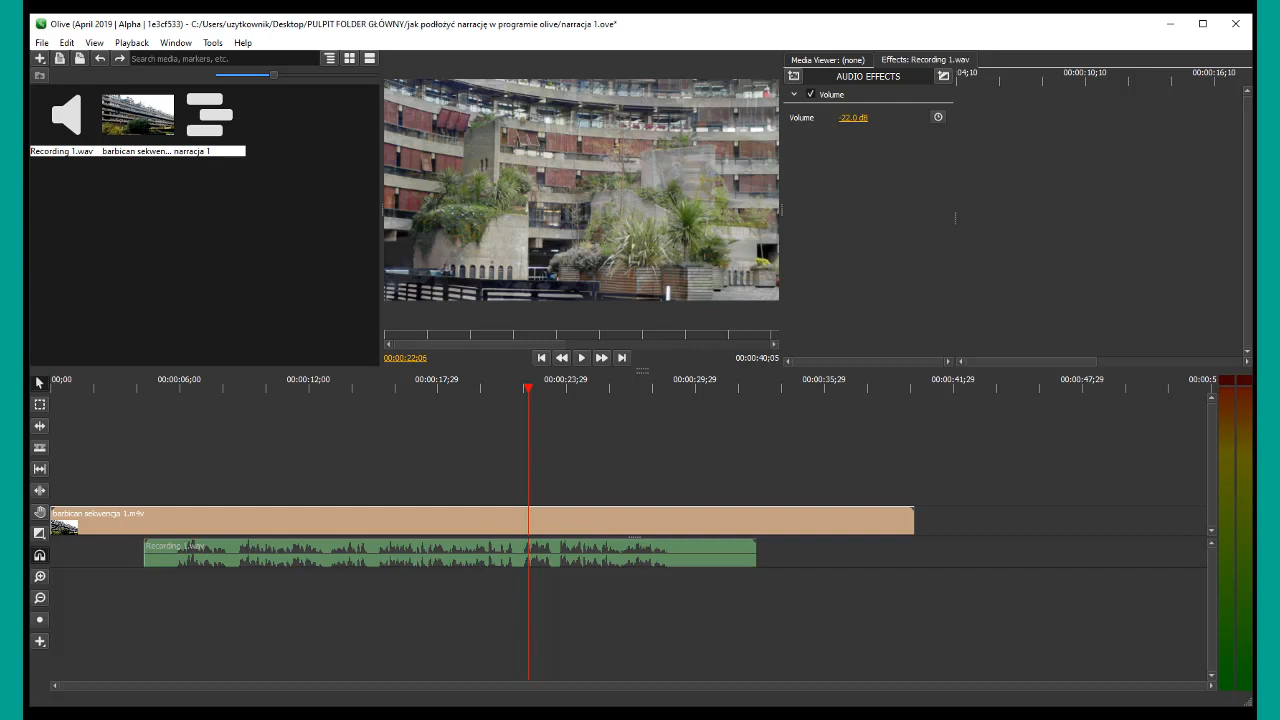 Olive (April 2019 | Alpha | 1e3cf533) - C:/Users/uzytkownik/Desktop/PULPIT FOLDER GŁÓWNY/jak podłożyć narrację w programie olive/narracja 1.ove*
File Edit View Playback Window Tools Help
Search media, markers, etc.
Media Viewer: (none) Effects: Recording 1.wav
AUDIO EFFECTS
:04;10 00:00:10;10 00:00:16;10
Volume
Volume -22.0 dB
Recording 1.wav barbican sekwen... narracja 1
00:00:22;06 00:00:40;05
00;00 00:00:06;00 00:00:12;00 00:00:17;29 00:00:23;29 00:00:29;29 00:00:35;29 00:00:41;29 00:00:47;29 00:00:5
barbican sekwencja 1.m4v
Recording 1.wav